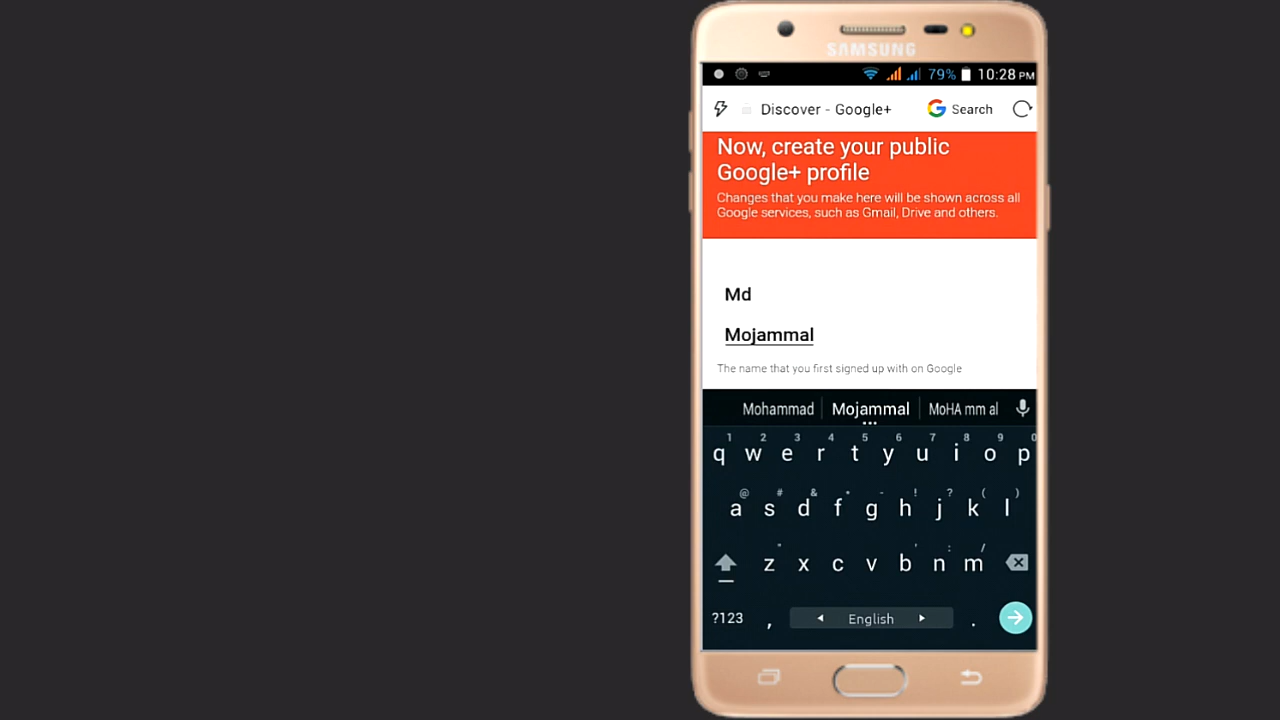 SAMSUNG
79% 10:28 PM
Discover - Google+ Search
Now, create your public
Google+ profile
Changes that you make here will be shown across all
Google services, such as Gmail, Drive and others.
Md
Mojammal
The name that you first signed up with on Google
Mohammad Mojammal MoHA mm al
1 2 3 4 5 6 7 8 9 0
q w e r t y u i o p
@ # & * - ! ? ( )
a s d f g h j k l
" ' : /
z x c v b n m
?123 , English .